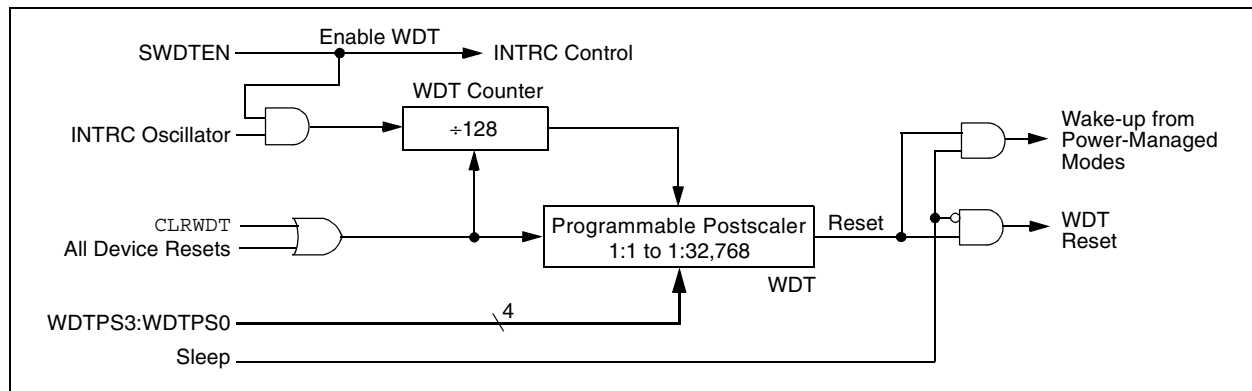 Enable WDT
SWDTEN
INTRC Control
WDT Counter
INTRC Oscillator
÷128
Wake-up from
Power-Managed
Modes
CLRWDT
All Device Resets
Programmable Postscaler
1:1 to 1:32,768
Reset
WDT
Reset
WDT
4
WDTPS3:WDTPS0
Sleep